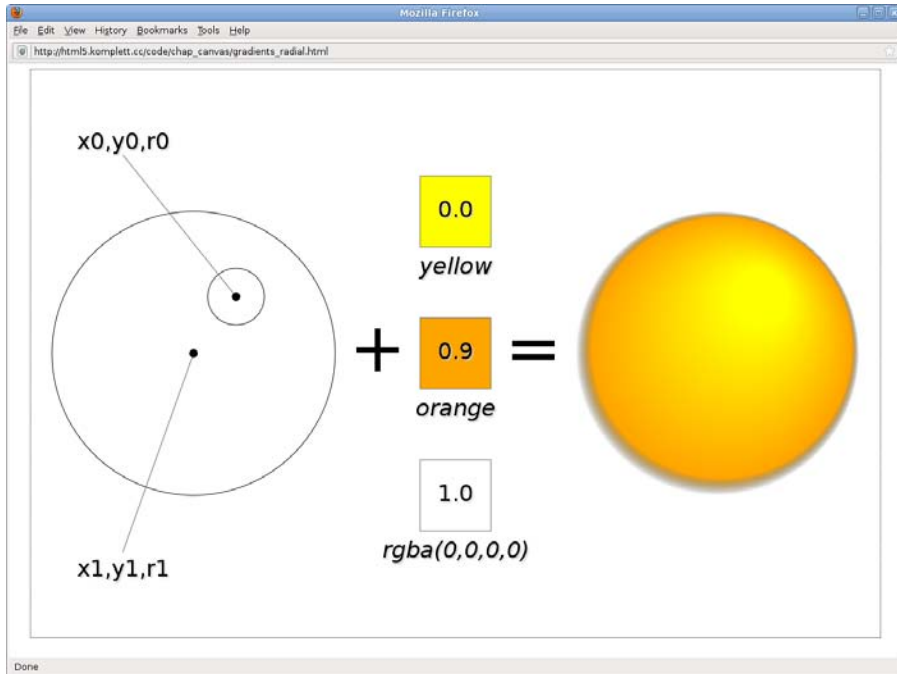 Mozilla Firefox
File Edit View History Bookmarks Tools Help
http://html5.komplett.cc/code/chap_canvas/gradients_radial.html
x0,y0,r0
0.0
yellow
+
0.9
=
orange
1.0
rgba(0,0,0,0)
x1,y1,r1
Done